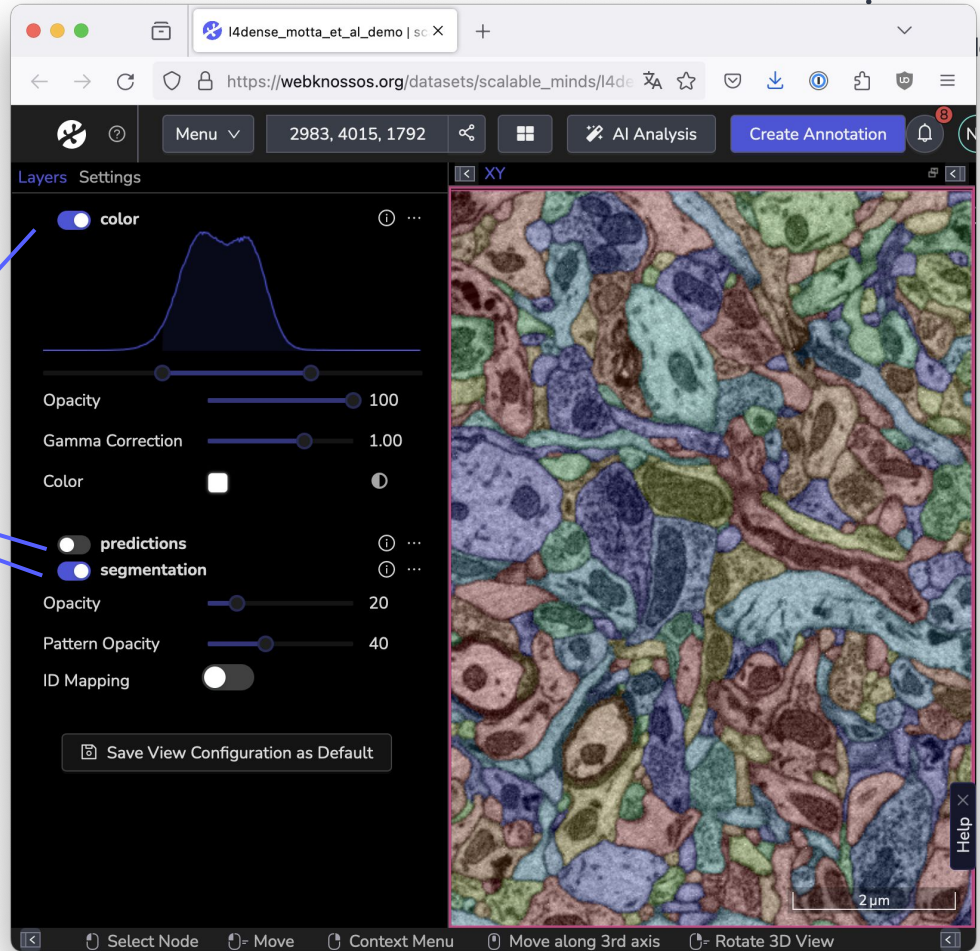 l4dense_motta_et_al_demo | sc
https://webknossos.org/datasets/scalable_minds/l4de
Menu
2983, 4015, 1792
AI Analysis
Create Annotation
8
N
Layers Settings
XY
color
Opacity 100
Gamma Correction 1.00
Color
predictions
segmentation
Opacity 20
Pattern Opacity 40
ID Mapping
Save View Configuration as Default
Help
2 µm
Select Node Move Context Menu Move along 3rd axis Rotate 3D View